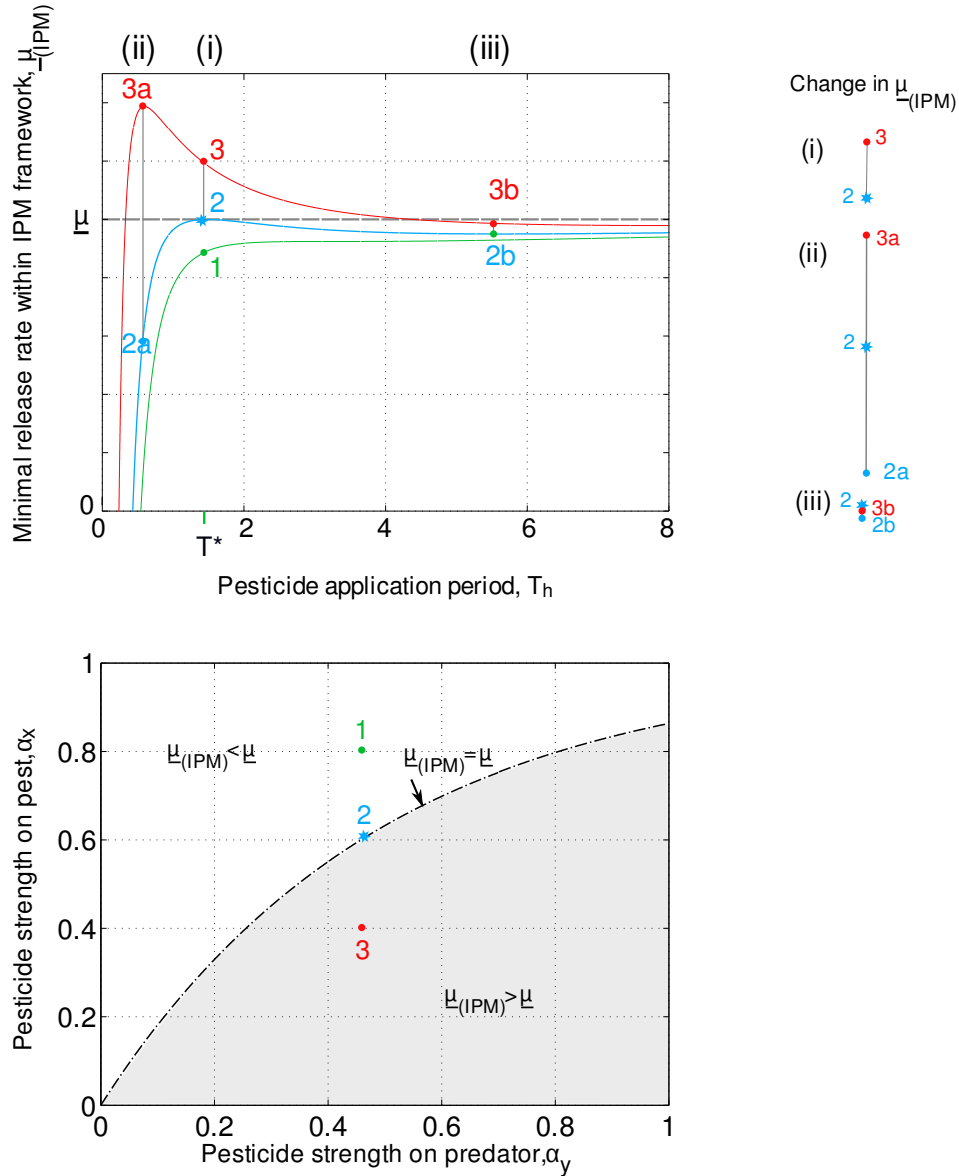 (ii) (i) (iii)
Minimal release rate within IPM framework, μ(IPM)
3a
3
2
3b
μ
1
2b
2a
0
0 2 4 6 8
T*
Pesticide application period, Th
Change in μ(IPM)
(i)
3
2
(ii)
3a
2
2a
(iii)
2
3b
2b
Pesticide strength on pest,αx
1
0.8
0.6
0.4
0.2
0
1
μ(IPM)<μ
μ(IPM)=μ
2
3
μ(IPM)>μ
0 0.2 0.4 0.6 0.8 1
Pesticide strength on predator,αy